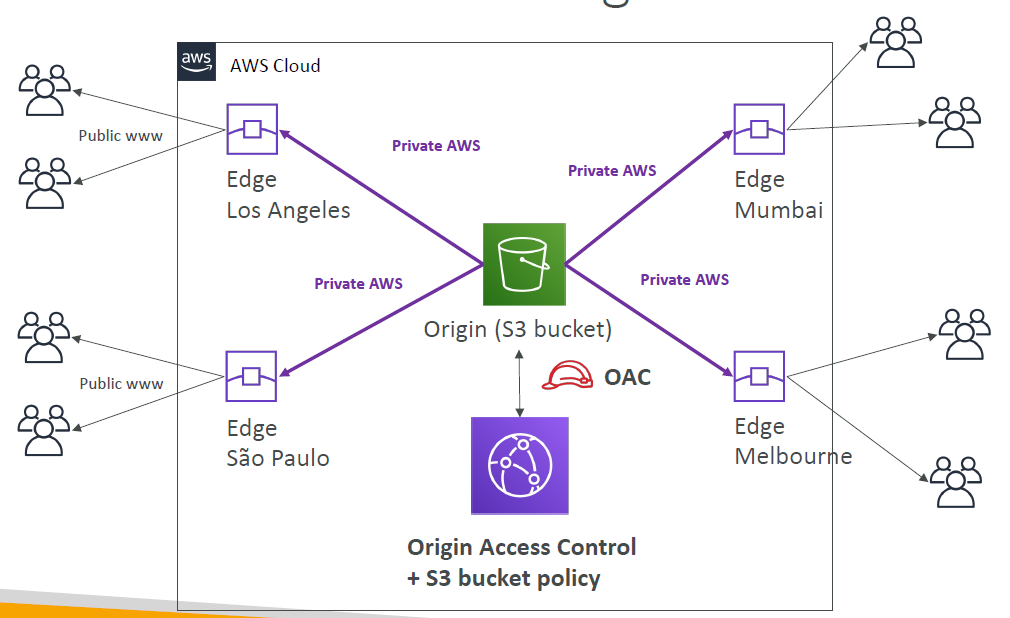 aws
AWS Cloud
Public www
Edge
Los Angeles
Private AWS
Private AWS
Edge
Mumbai
Private AWS
Private AWS
Origin (S3 bucket)
OAC
Public www
Edge
São Paulo
Edge
Melbourne
Origin Access Control
+ S3 bucket policy